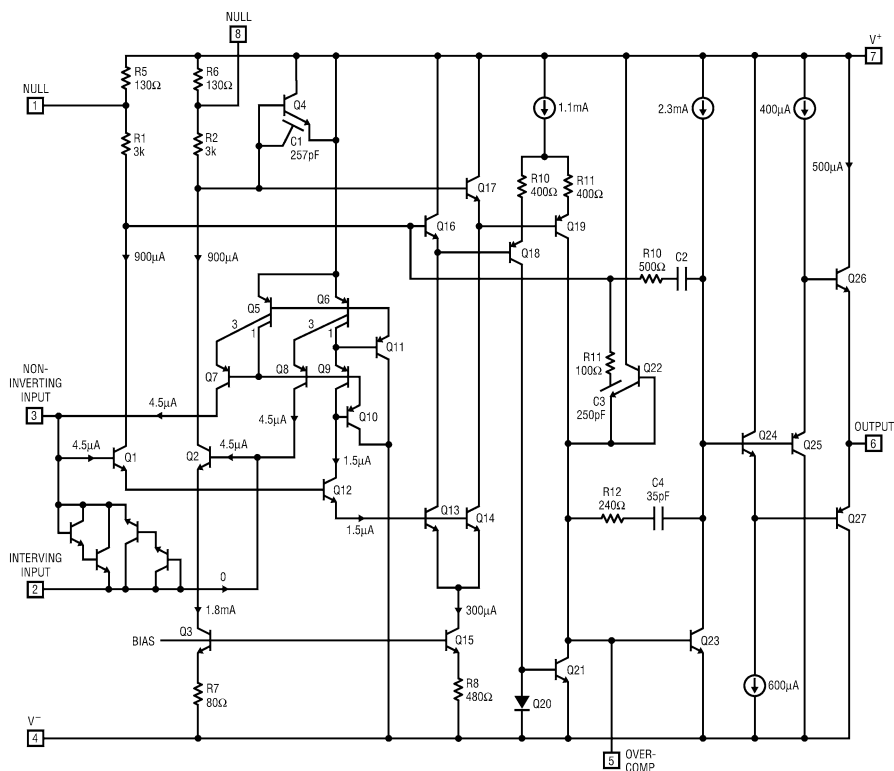 NULL
8
V+
7
R5
130Ω
R6
130Ω
NULL
1
Q4
1.1mA
2.3mA
400µA
R1
3k
R2
3k
C1
257pF
500µA
R10
400Ω
R11
400Ω
Q17
Q16
Q18
Q19
900µA
900µA
R10
500Ω
C2
Q26
Q5
Q6
3
1
3
1
Q11
R11
100Ω
Q22
C3
250pF
NON-
INVERTING
INPUT
3
Q7
Q8
Q9
Q10
4.5µA
4.5µA
OUTPUT
6
4.5µA
Q1
Q2
4.5µA
1.5µA
Q24
Q25
Q12
Q13
Q14
1.5µA
R12
240Ω
C4
35pF
Q27
INTERVING
INPUT
2
0
1.8mA
300µA
Q3
BIAS
Q15
Q23
Q21
R7
80Ω
R8
480Ω
Q20
600µA
V−
4
5
OVER-
COMP